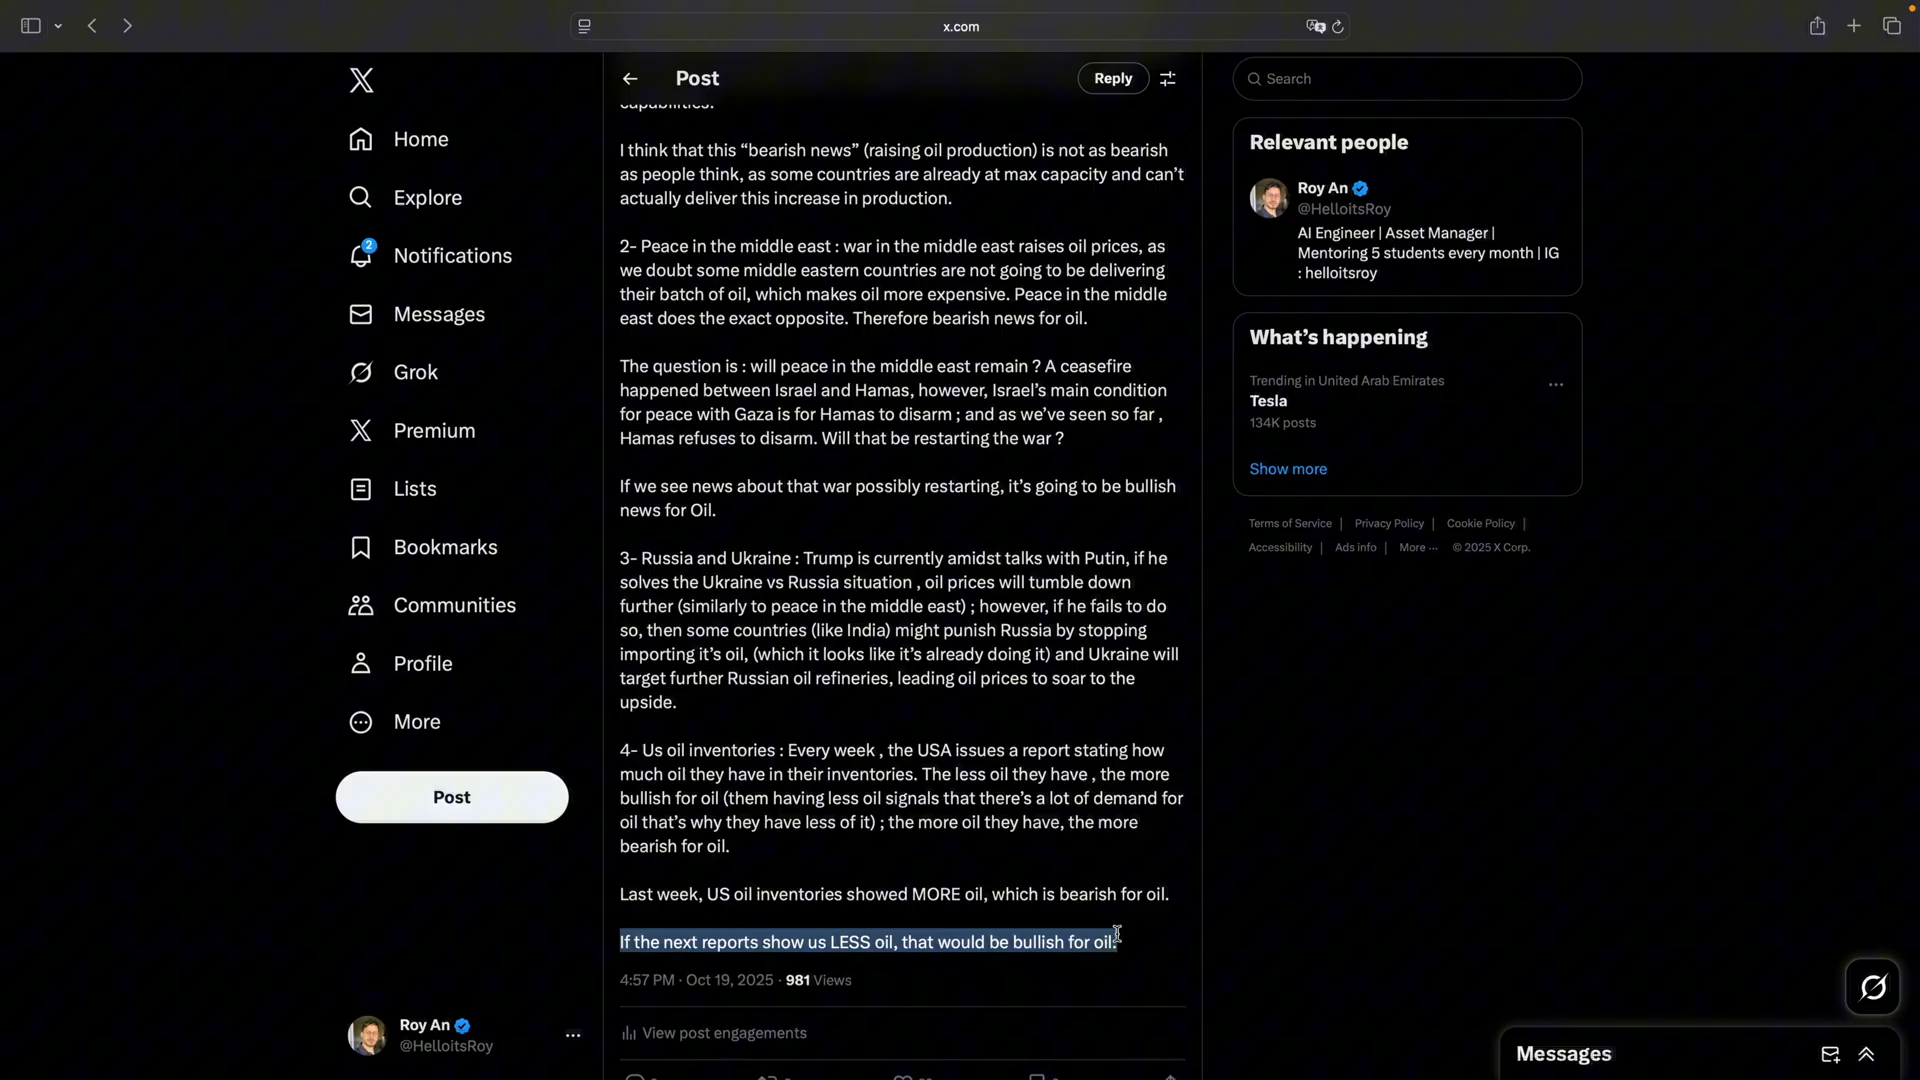 x.com
Home
Explore
2
Notifications
Messages
Grok
Premium
Lists
Bookmarks
Communities
Profile
More
Post
Roy An
@HelloitsRoy
Post
Reply
capabilities.
I think that this “bearish news” (raising oil production) is not as bearish
as people think, as some countries are already at max capacity and can’t
actually deliver this increase in production.
2- Peace in the middle east : war in the middle east raises oil prices, as
we doubt some middle eastern countries are not going to be delivering
their batch of oil, which makes oil more expensive. Peace in the middle
east does the exact opposite. Therefore bearish news for oil.
The question is : will peace in the middle east remain ? A ceasefire
happened between Israel and Hamas, however, Israel’s main condition
for peace with Gaza is for Hamas to disarm ; and as we’ve seen so far ,
Hamas refuses to disarm. Will that be restarting the war ?
If we see news about that war possibly restarting, it’s going to be bullish
news for Oil.
3- Russia and Ukraine : Trump is currently amidst talks with Putin, if he
solves the Ukraine vs Russia situation , oil prices will tumble down
further (similarly to peace in the middle east) ; however, if he fails to do
so, then some countries (like India) might punish Russia by stopping
importing it’s oil, (which it looks like it’s already doing it) and Ukraine will
target further Russian oil refineries, leading oil prices to soar to the
upside.
4- Us oil inventories : Every week , the USA issues a report stating how
much oil they have in their inventories. The less oil they have , the more
bullish for oil (them having less oil signals that there’s a lot of demand for
oil that’s why they have less of it) ; the more oil they have, the more
bearish for oil.
Last week, US oil inventories showed MORE oil, which is bearish for oil.
If the next reports show us LESS oil, that would be bullish for oil.
4:57 PM · Oct 19, 2025 · 981 Views
View post engagements
Search
Relevant people
Roy An
@HelloitsRoy
AI Engineer | Asset Manager |
Mentoring 5 students every month | IG
: helloitsroy
What’s happening
Trending in United Arab Emirates
Tesla
134K posts
Show more
Terms of Service | Privacy Policy | Cookie Policy |
Accessibility | Ads info | More ··· © 2025 X Corp.
Messages